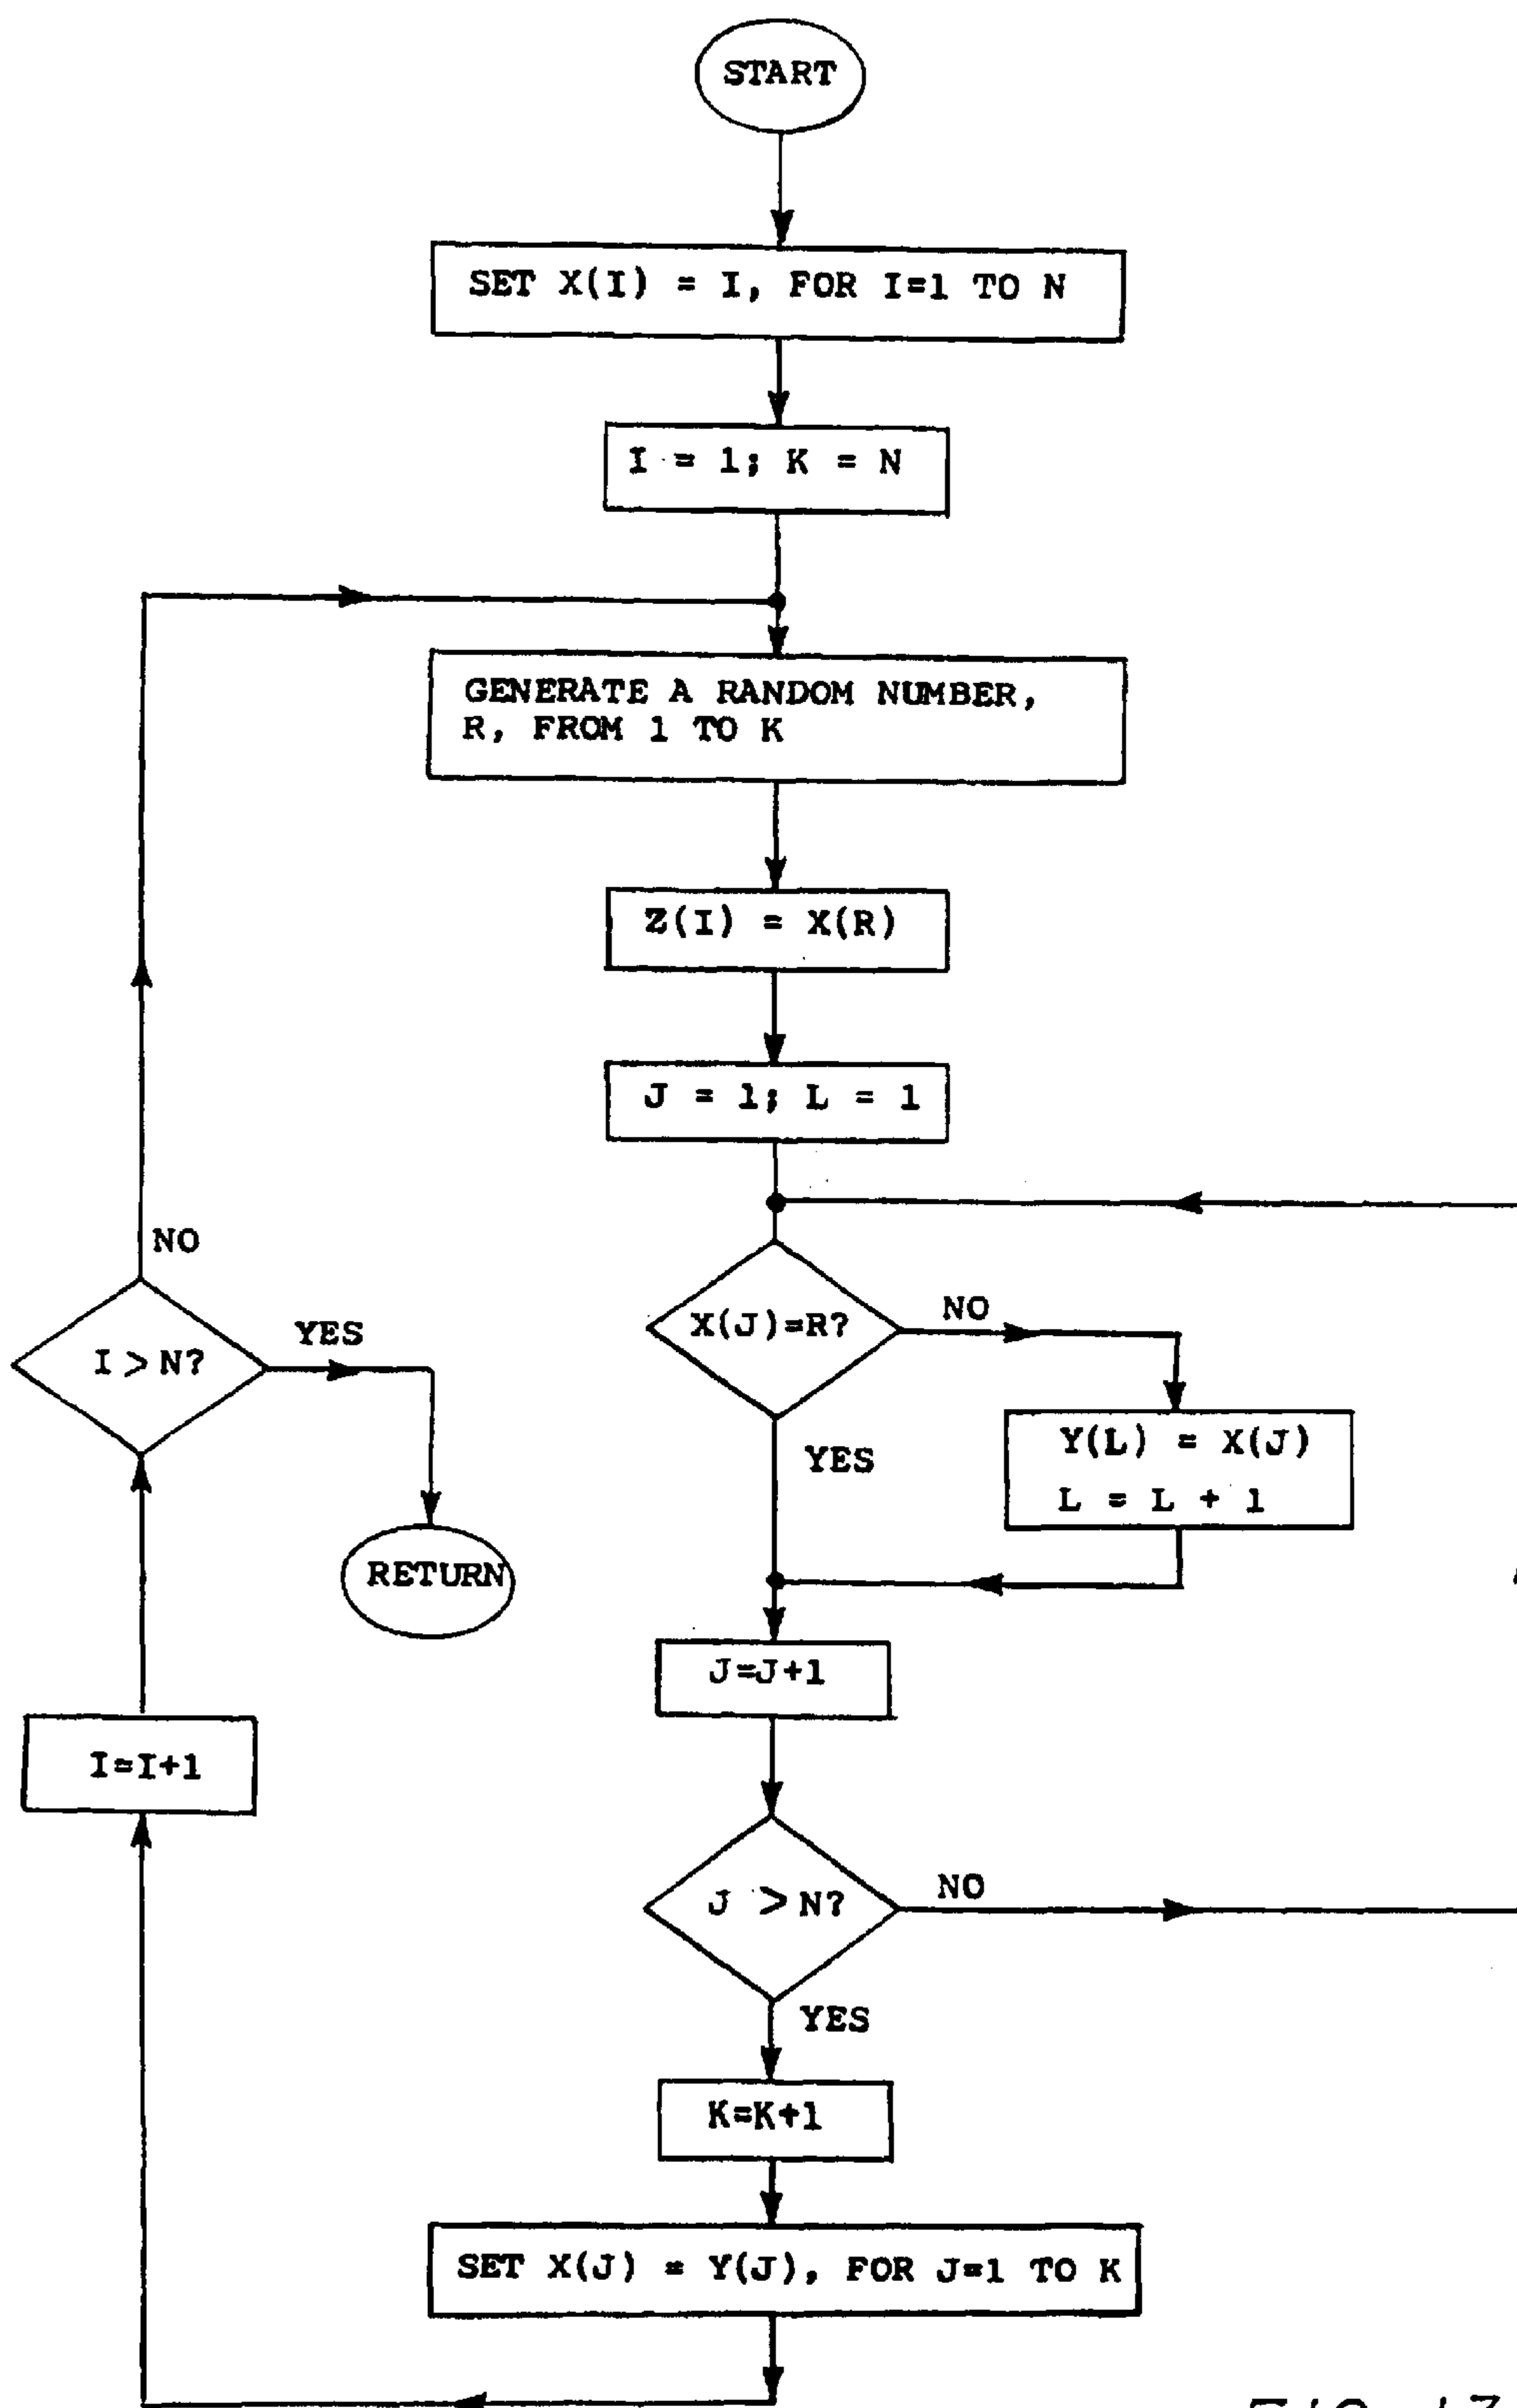 START
SET X(I) = I, FOR I=1 TO N
I = 1; K = N
GENERATE A RANDOM NUMBER,
R, FROM 1 TO K
Z(I) = X(R)
J = 1; L = 1
X(J)=R?
NO
YES
Y(L) = X(J)
L = L + 1
J=J+1
J > N?
NO
YES
K=K+1
SET X(J) = Y(J), FOR J=1 TO K
I=I+1
I > N?
NO
YES
RETURN